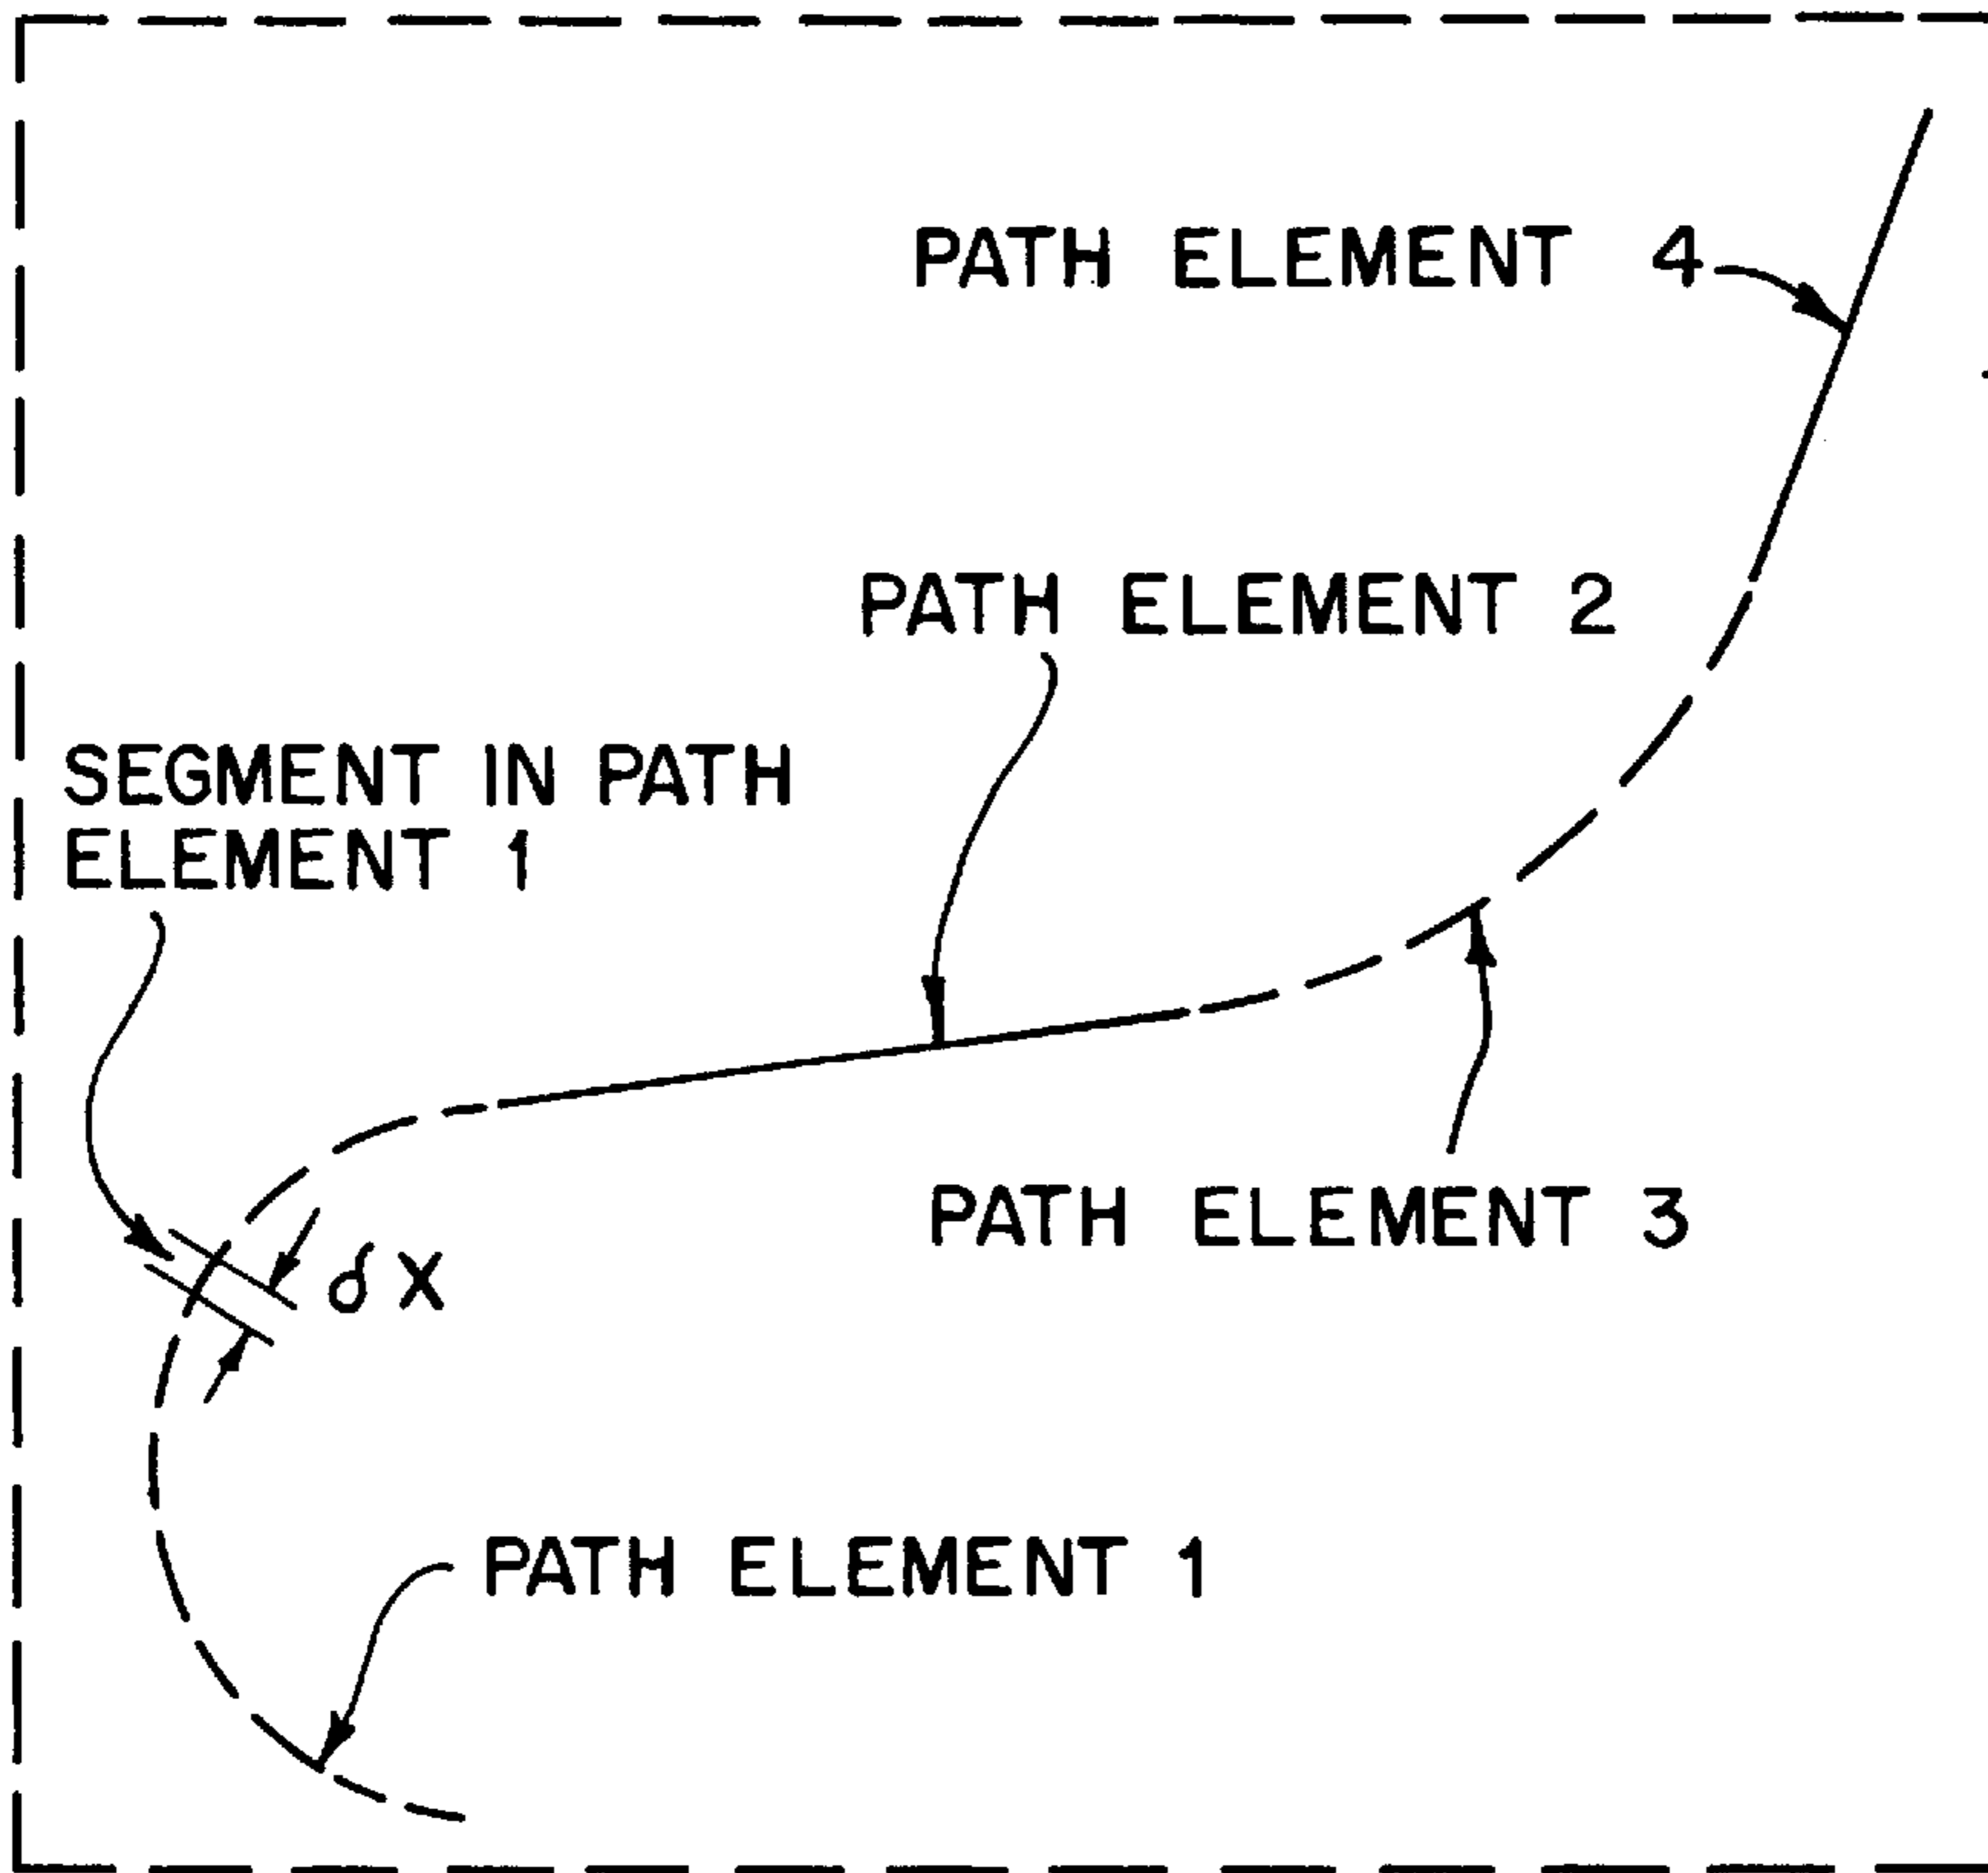 PATH ELEMENT 4
PATH ELEMENT 2
SEGMENT IN PATH
ELEMENT 1
PATH ELEMENT 3
δX
PATH ELEMENT 1